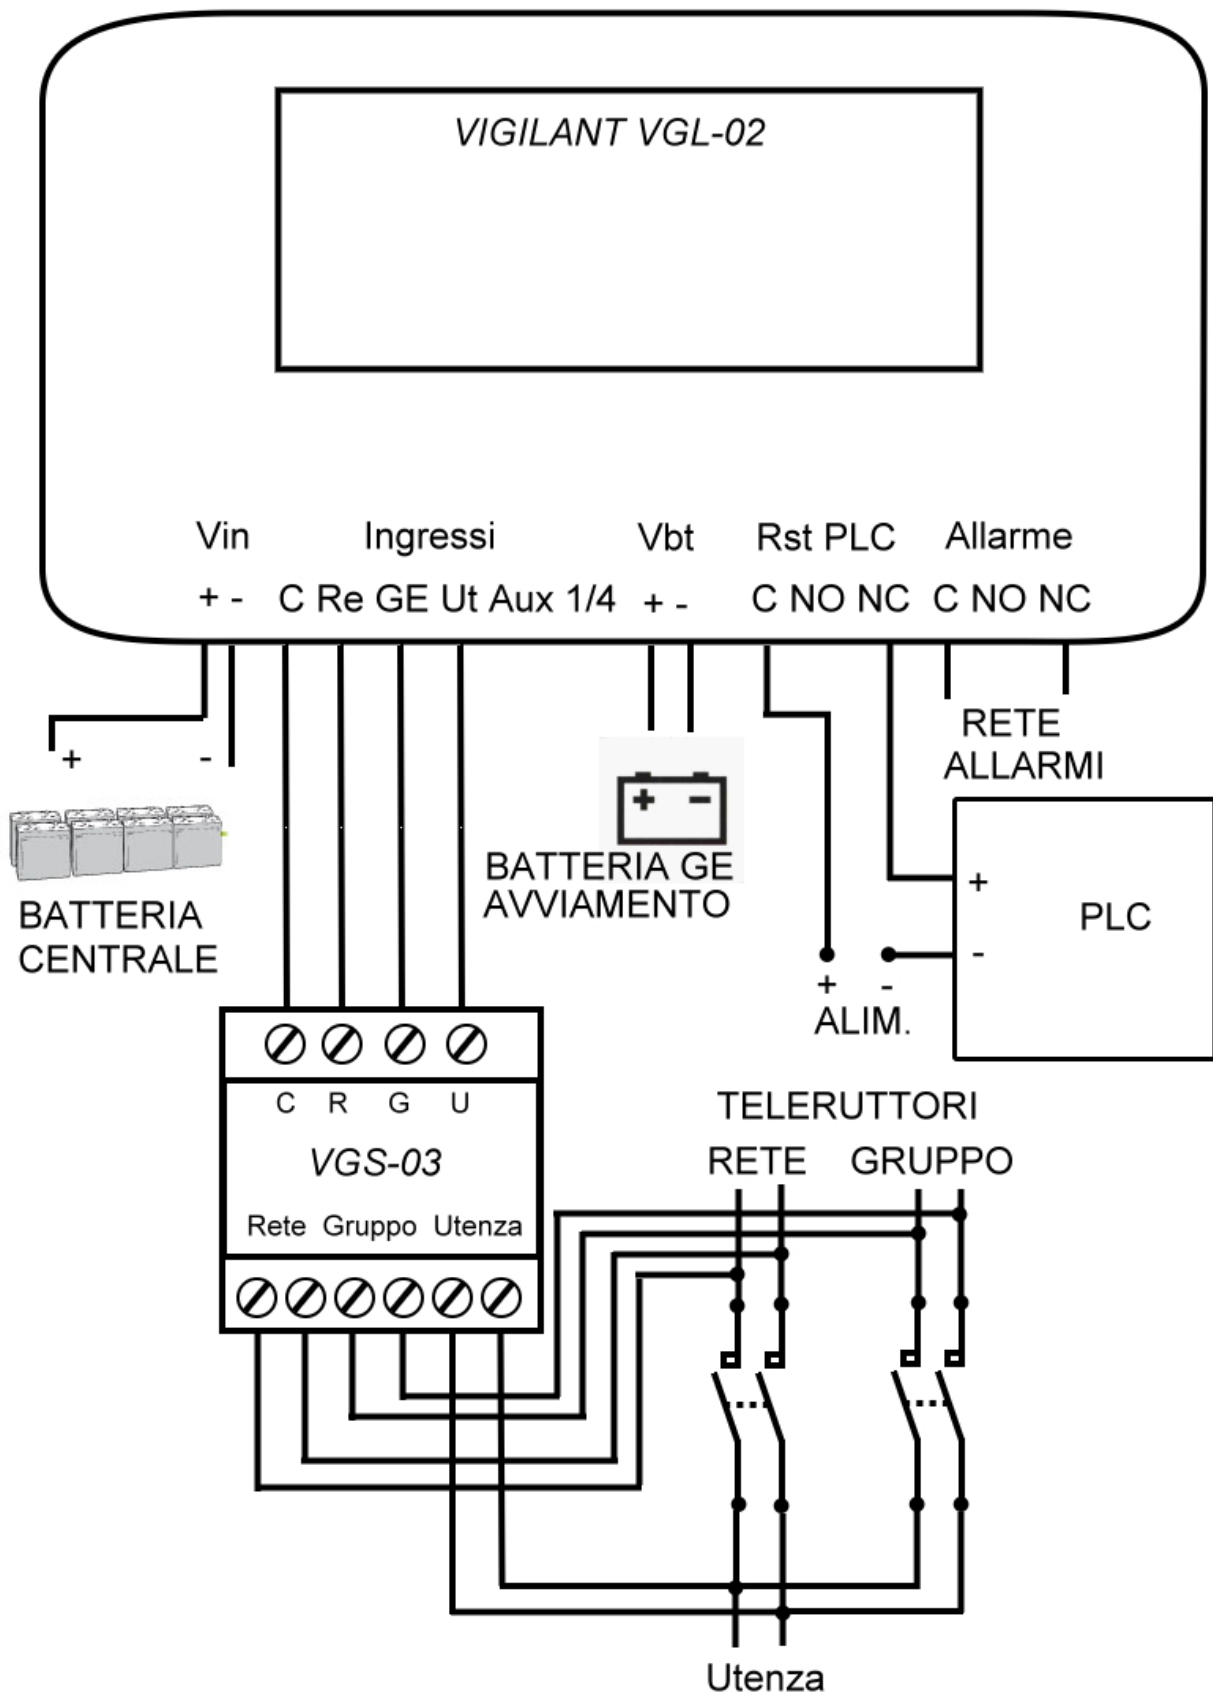 VIGILANT VGL-02
Vin Ingressi Vbt Rst PLC Allarme
+ - C Re GE Ut Aux 1/4 + - C NO NC C NO NC
RETE
ALLARMI
+ -
+ -
BATTERIA GE
AVVIAMENTO
BATTERIA
CENTRALE
+
PLC
-
+ -
ALIM.
C R G U
VGS-03
Rete Gruppo Utenza
TELERUTTORI
RETE GRUPPO
Utenza